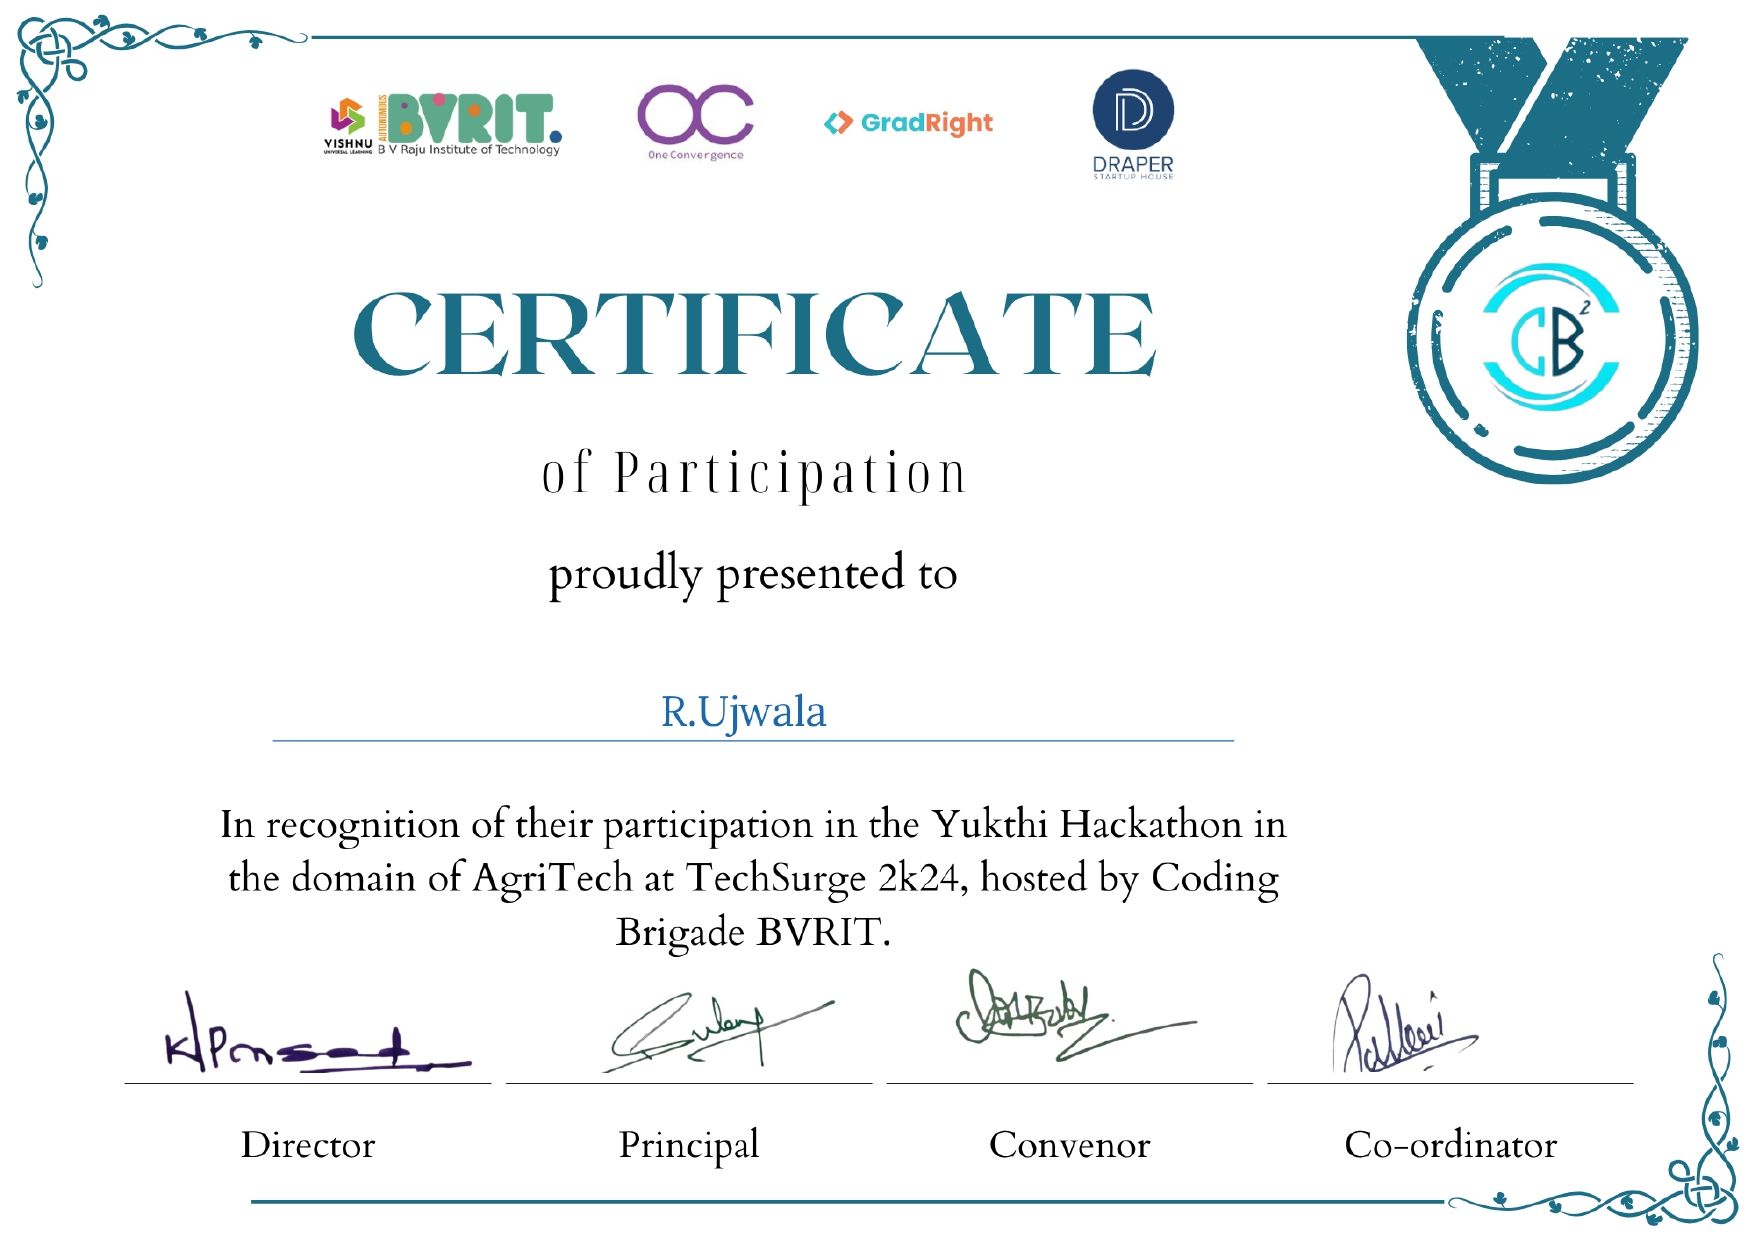 VISHNU
UNIVERSAL LEARNING
AUTONOMOUS
BVRIT.
B V Raju Institute of Technology
OC
One Convergence
GradRight
D
DRAPER
STARTUP HOUSE
CB²
CERTIFICATE
of Participation
proudly presented to
R.Ujwala
In recognition of their participation in the Yukthi Hackathon in
the domain of AgriTech at TechSurge 2k24, hosted by Coding
Brigade BVRIT.
Director
Principal
Convenor
Co-ordinator